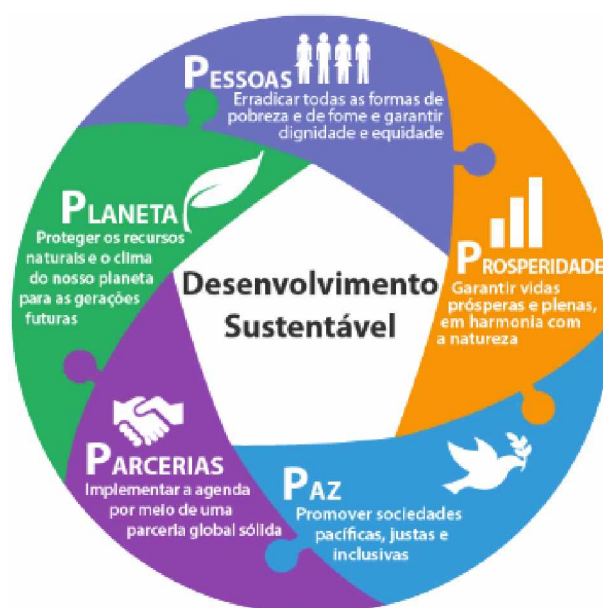 PESSOAS
Erradicar todas as formas de
pobreza e de fome e garantir
dignidade e equidade
PROSPERIDADE
Garantir vidas
prósperas e plenas,
em harmonia com
a natureza
PAZ
Promover sociedades
pacíficas, justas e
inclusivas
PARCERIAS
Implementar a agenda
por meio de uma
parceria global sólida
PLANETA
Proteger os recursos
naturais e o clima
do nosso planeta
para as gerações
futuras
Desenvolvimento
Sustentável